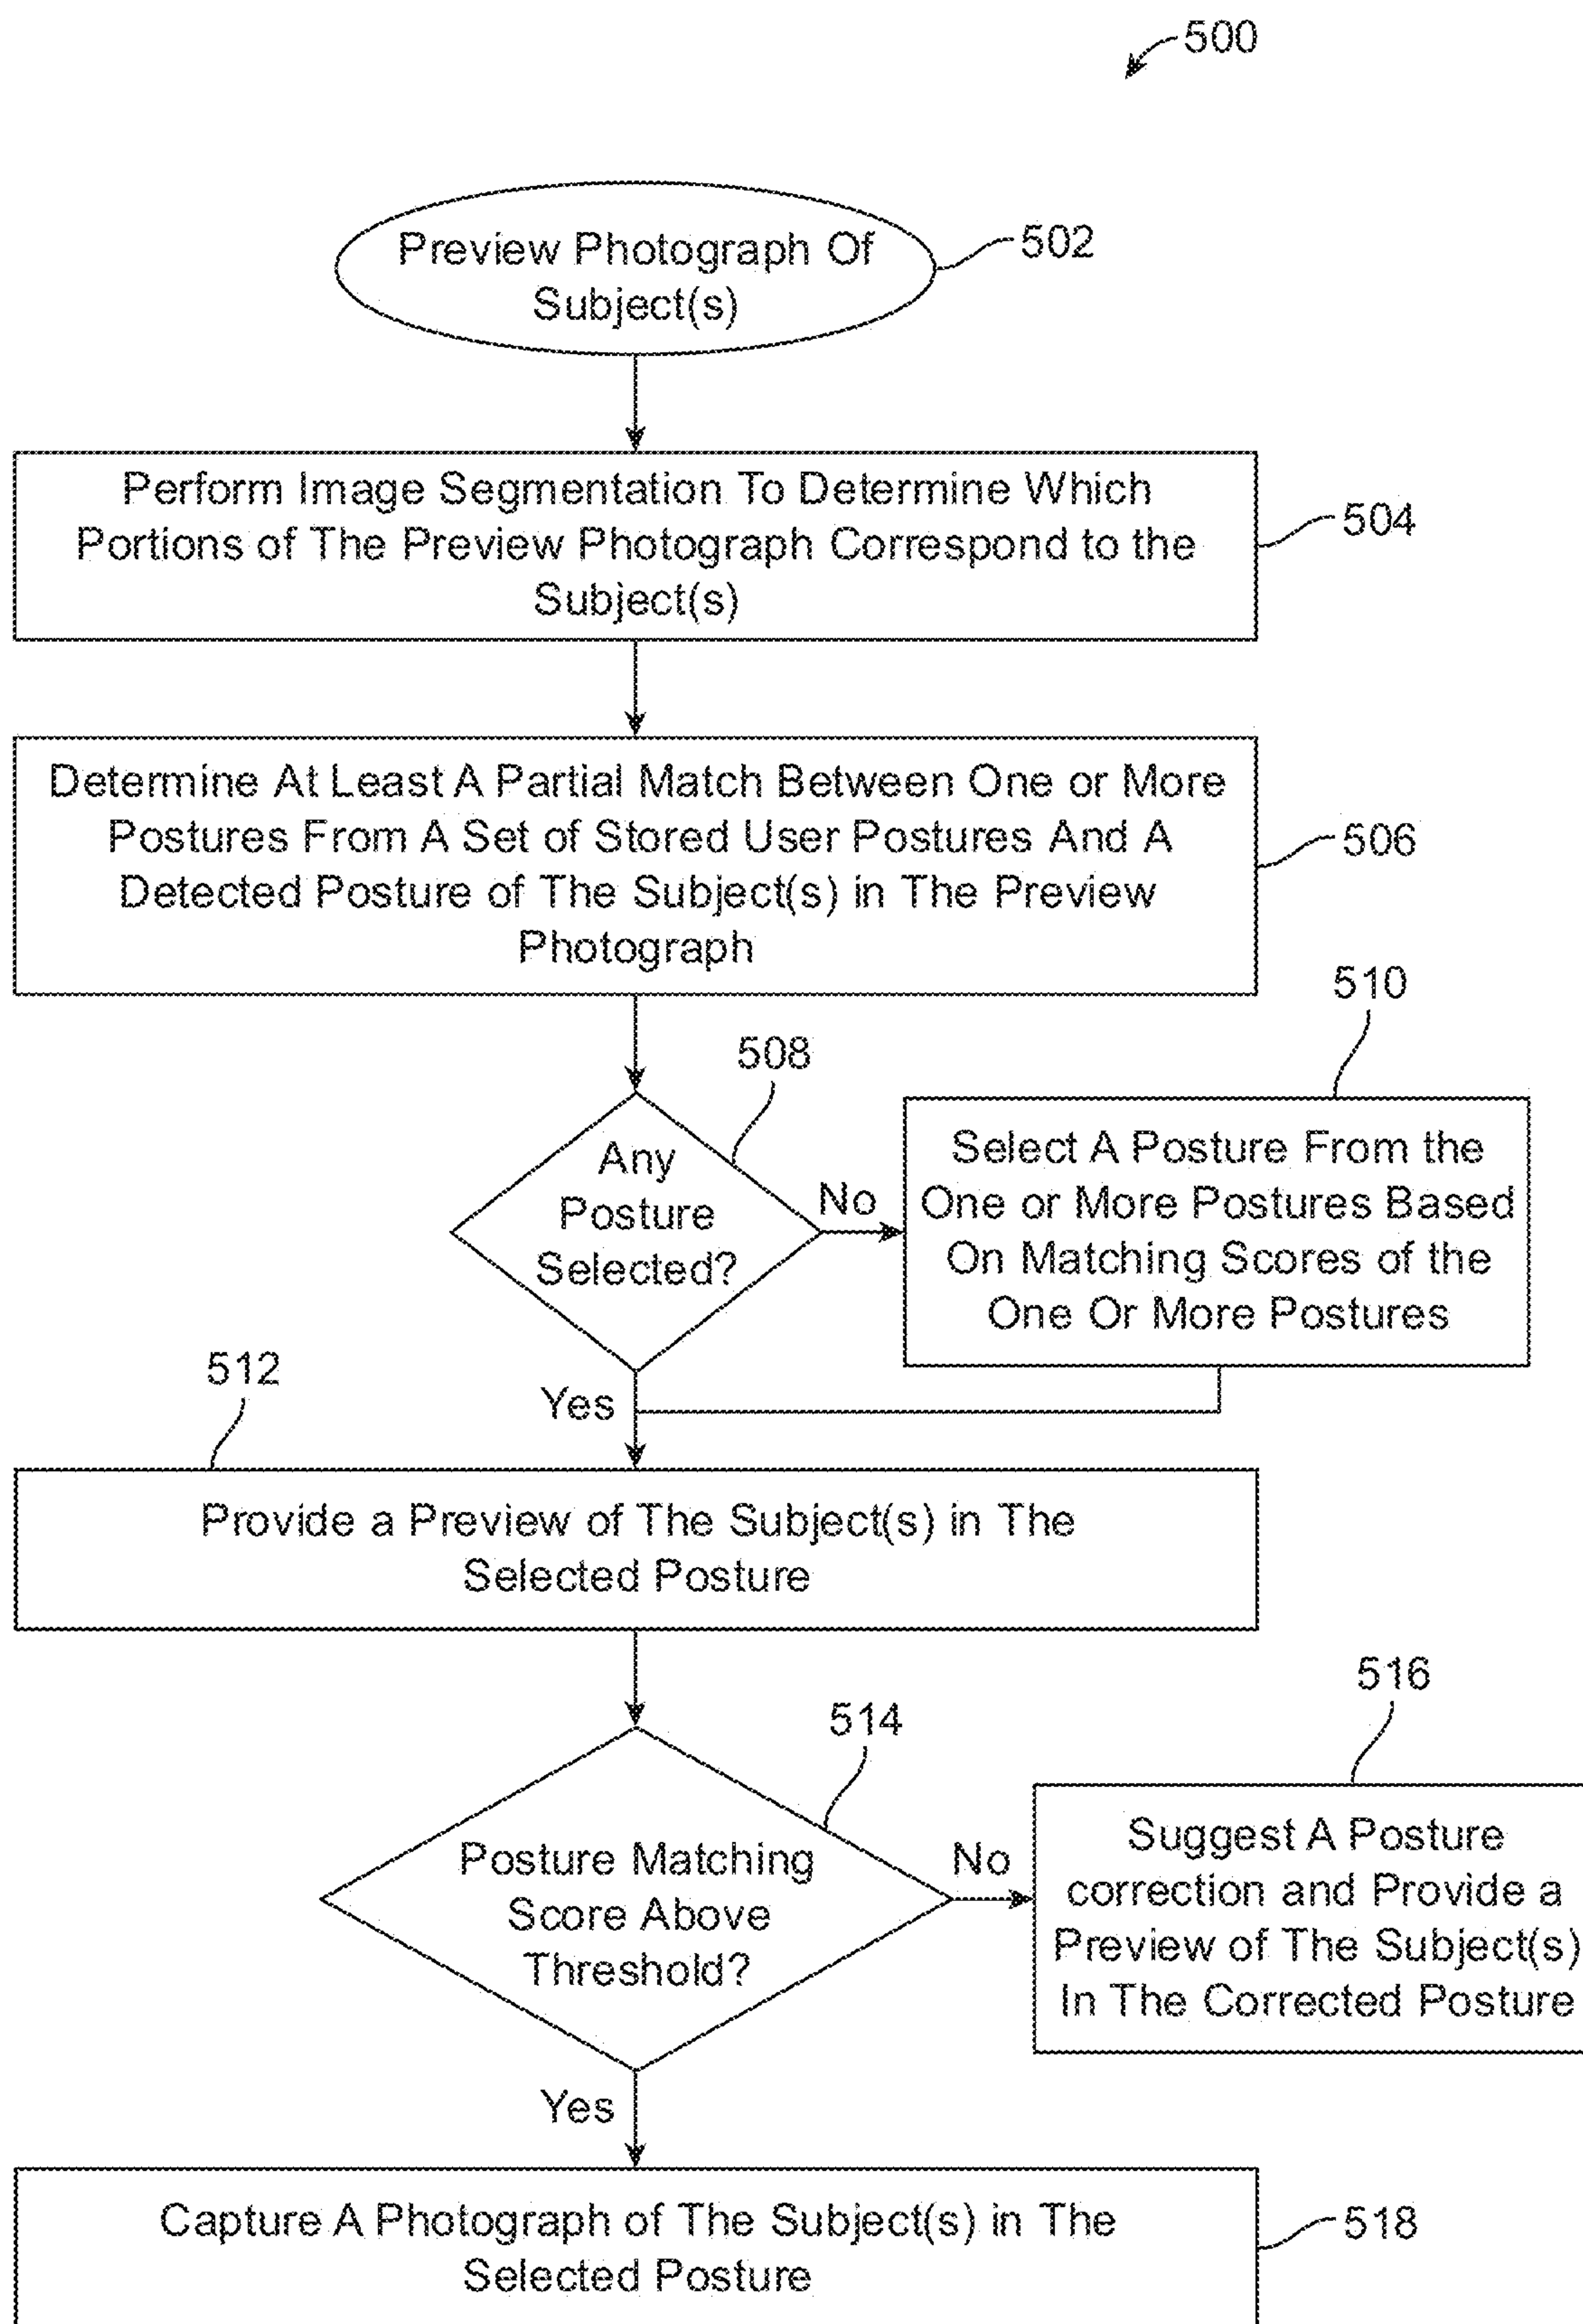 500
Preview Photograph Of
Subject(s)
502
Perform Image Segmentation To Determine Which
Portions of The Preview Photograph Correspond to the
Subject(s)
504
Determine At Least A Partial Match Between One or More
Postures From A Set of Stored User Postures And A
Detected Posture of The Subject(s) in The Preview
Photograph
506
508
Any
Posture
Selected?
No
510
Select A Posture From the
One or More Postures Based
On Matching Scores of the
One Or More Postures
Yes
512
Provide a Preview of The Subject(s) in The
Selected Posture
514
Posture Matching
Score Above
Threshold?
No
516
Suggest A Posture
correction and Provide a
Preview of The Subject(s)
In The Corrected Posture
Yes
Capture A Photograph of The Subject(s) in The
Selected Posture
518